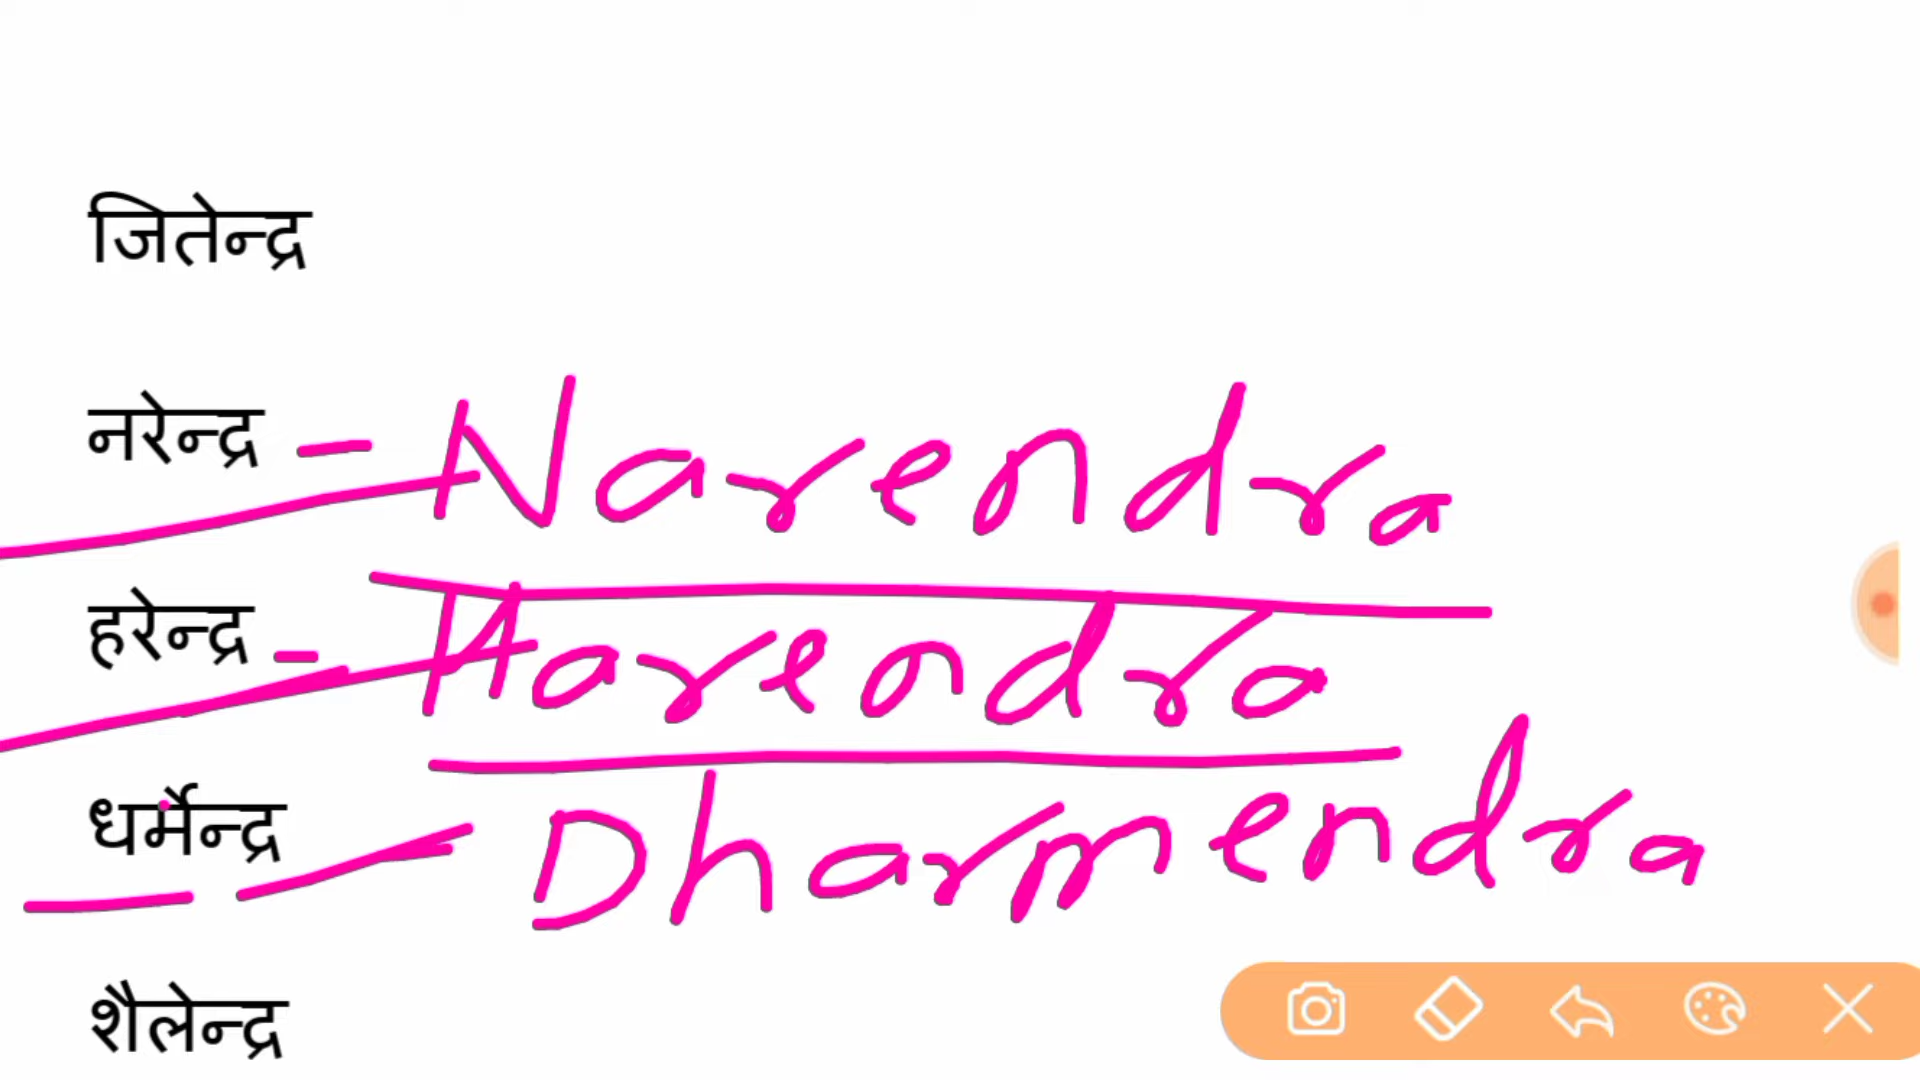 जितेन्द्र
नरेन्द्र - Narendra
हरेन्द्र - Harendra
धर्मेन्द्र - Dharmendra
शैलेन्द्र